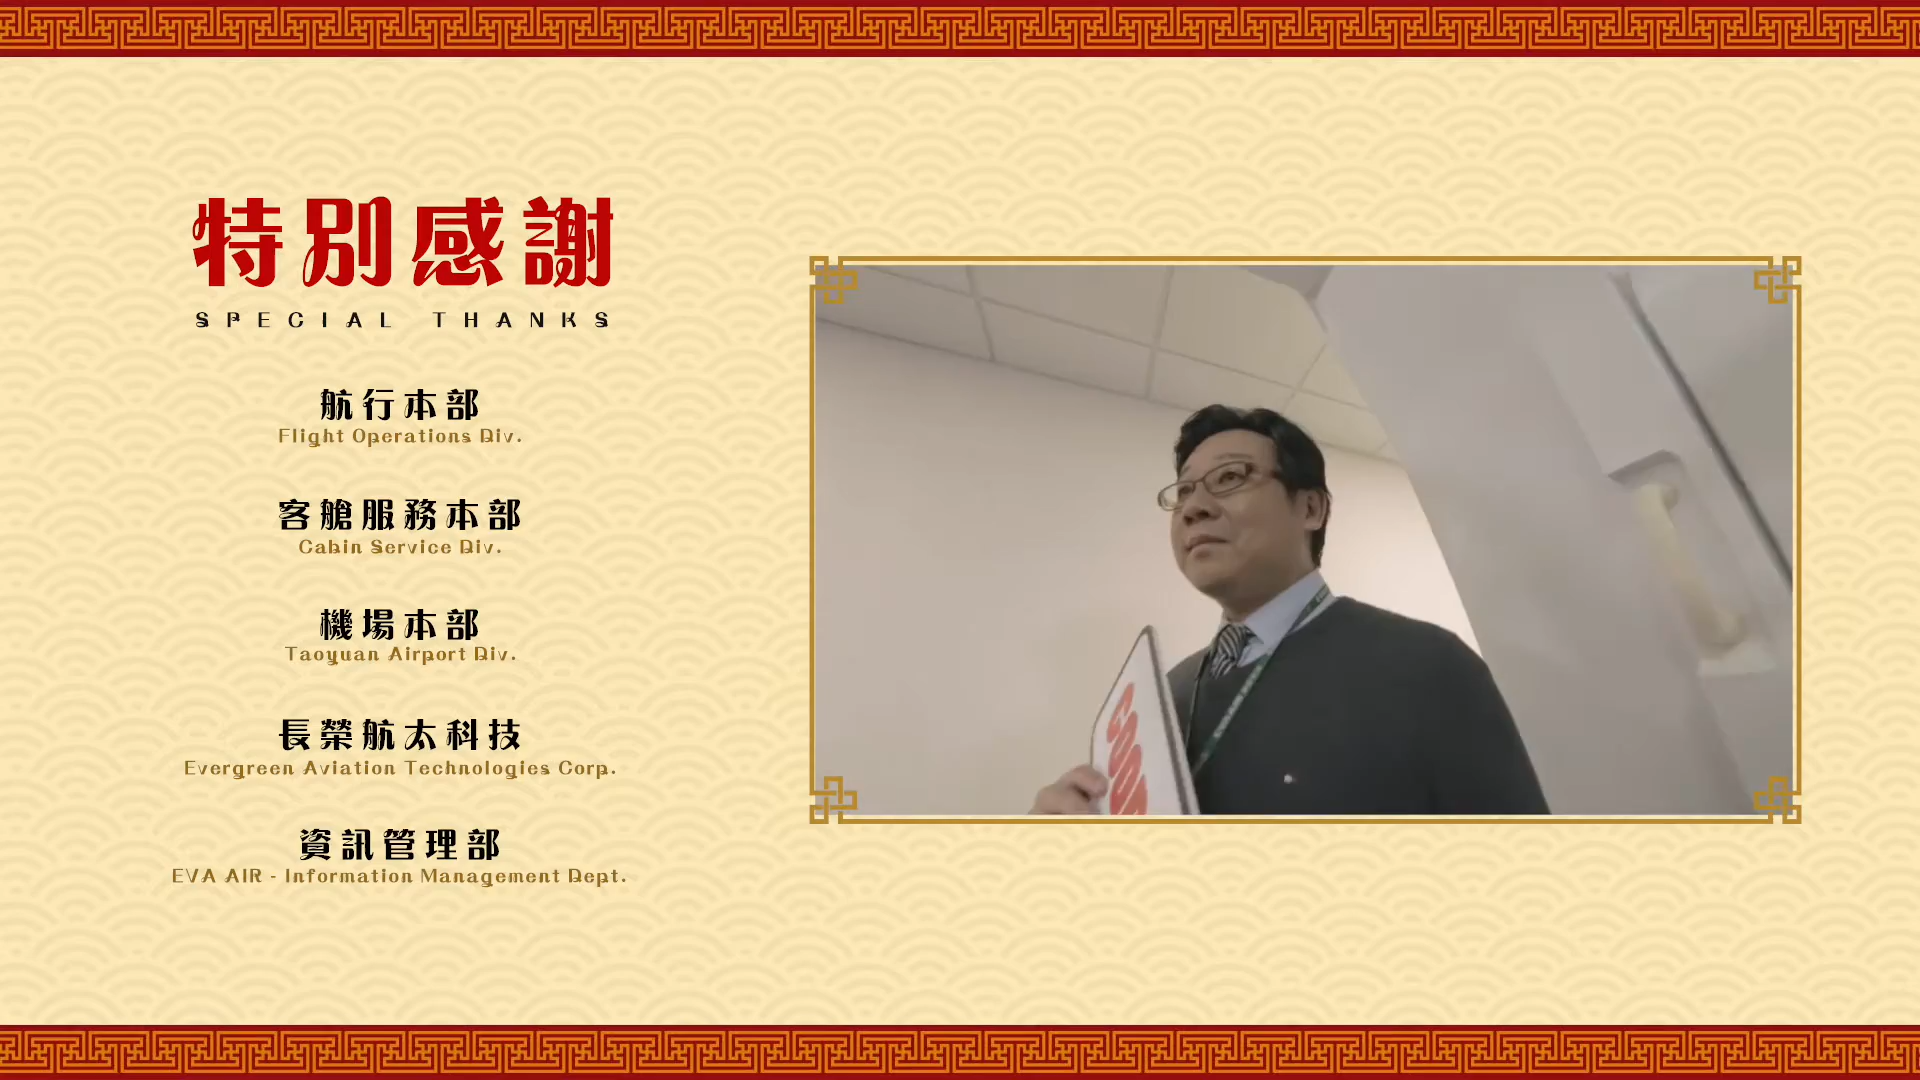 特別感謝
SPECIAL THANKS
航行本部
Flight Operations Div.
客艙服務本部
Cabin Service Div.
機場本部
Taoyuan Airport Div.
長榮航太科技
Evergreen Aviation Technologies Corp.
資訊管理部
EVA AIR - Information Management Dept.